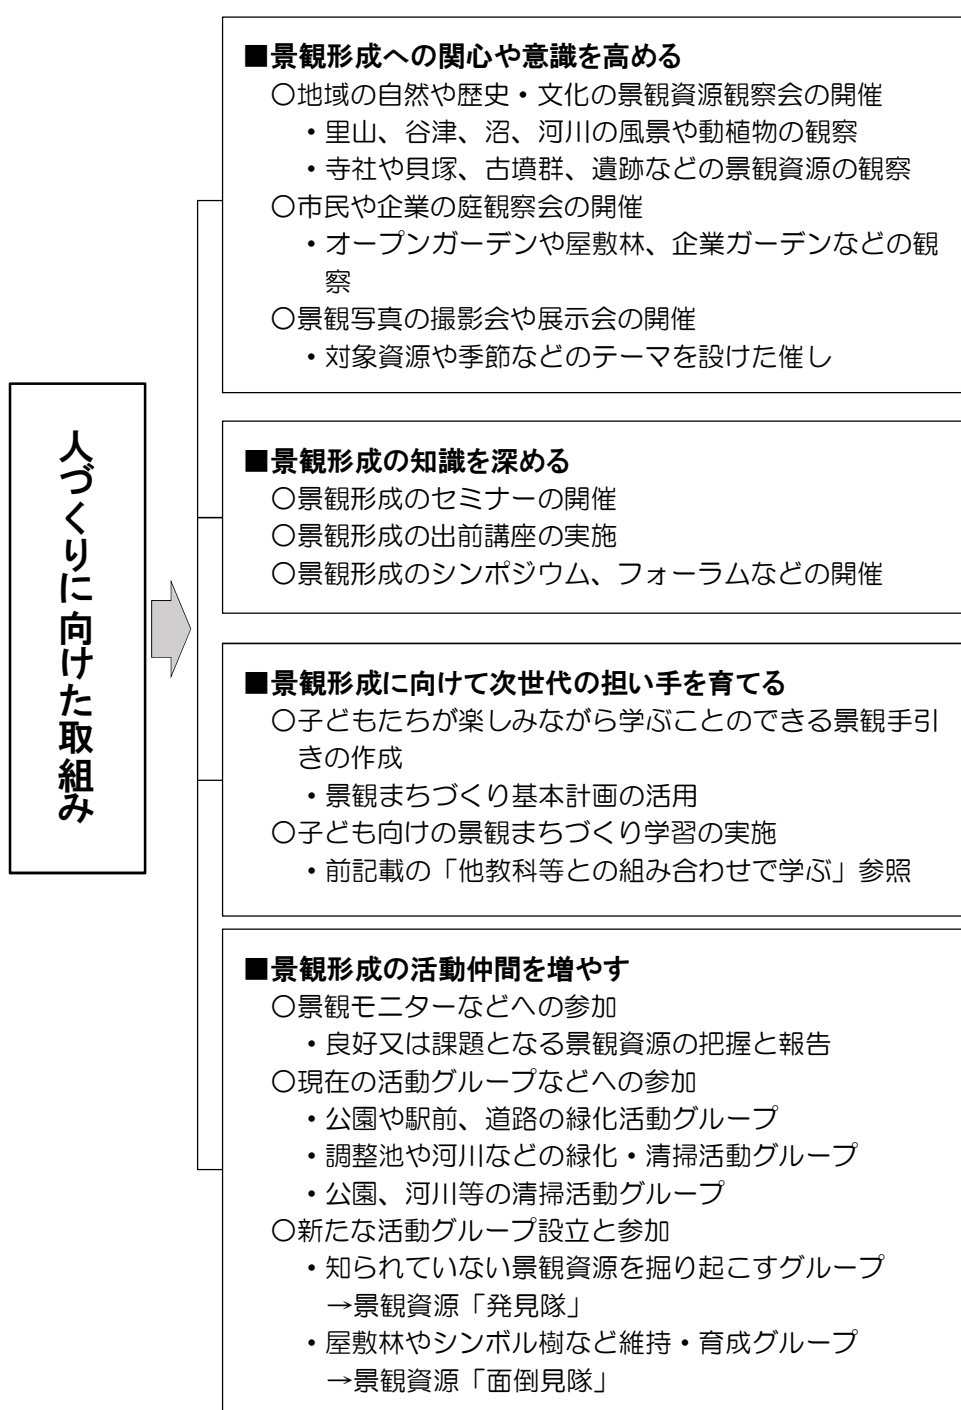 人づくりに向けた取組み
■景観形成への関心や意識を高める
○地域の自然や歴史・文化の景観資源観察会の開催
・里山、谷津、沼、河川の風景や動植物の観察
・寺社や貝塚、古墳群、遺跡などの景観資源の観察
○市民や企業の庭観察会の開催
・オープンガーデンや屋敷林、企業ガーデンなどの観
察
○景観写真の撮影会や展示会の開催
・対象資源や季節などのテーマを設けた催し
■景観形成の知識を深める
○景観形成のセミナーの開催
○景観形成の出前講座の実施
○景観形成のシンポジウム、フォーラムなどの開催
■景観形成に向けて次世代の担い手を育てる
○子どもたちが楽しみながら学ぶことのできる景観手引
きの作成
・景観まちづくり基本計画の活用
○子ども向けの景観まちづくり学習の実施
・前記載の「他教科等との組み合わせで学ぶ」参照
■景観形成の活動仲間を増やす
○景観モニターなどへの参加
・良好又は課題となる景観資源の把握と報告
○現在の活動グループなどへの参加
・公園や駅前、道路の緑化活動グループ
・調整池や河川などの緑化・清掃活動グループ
・公園、河川等の清掃活動グループ
○新たな活動グループ設立と参加
・知られていない景観資源を掘り起こすグループ
→景観資源「発見隊」
・屋敷林やシンボル樹など維持・育成グループ
→景観資源「面倒見隊」